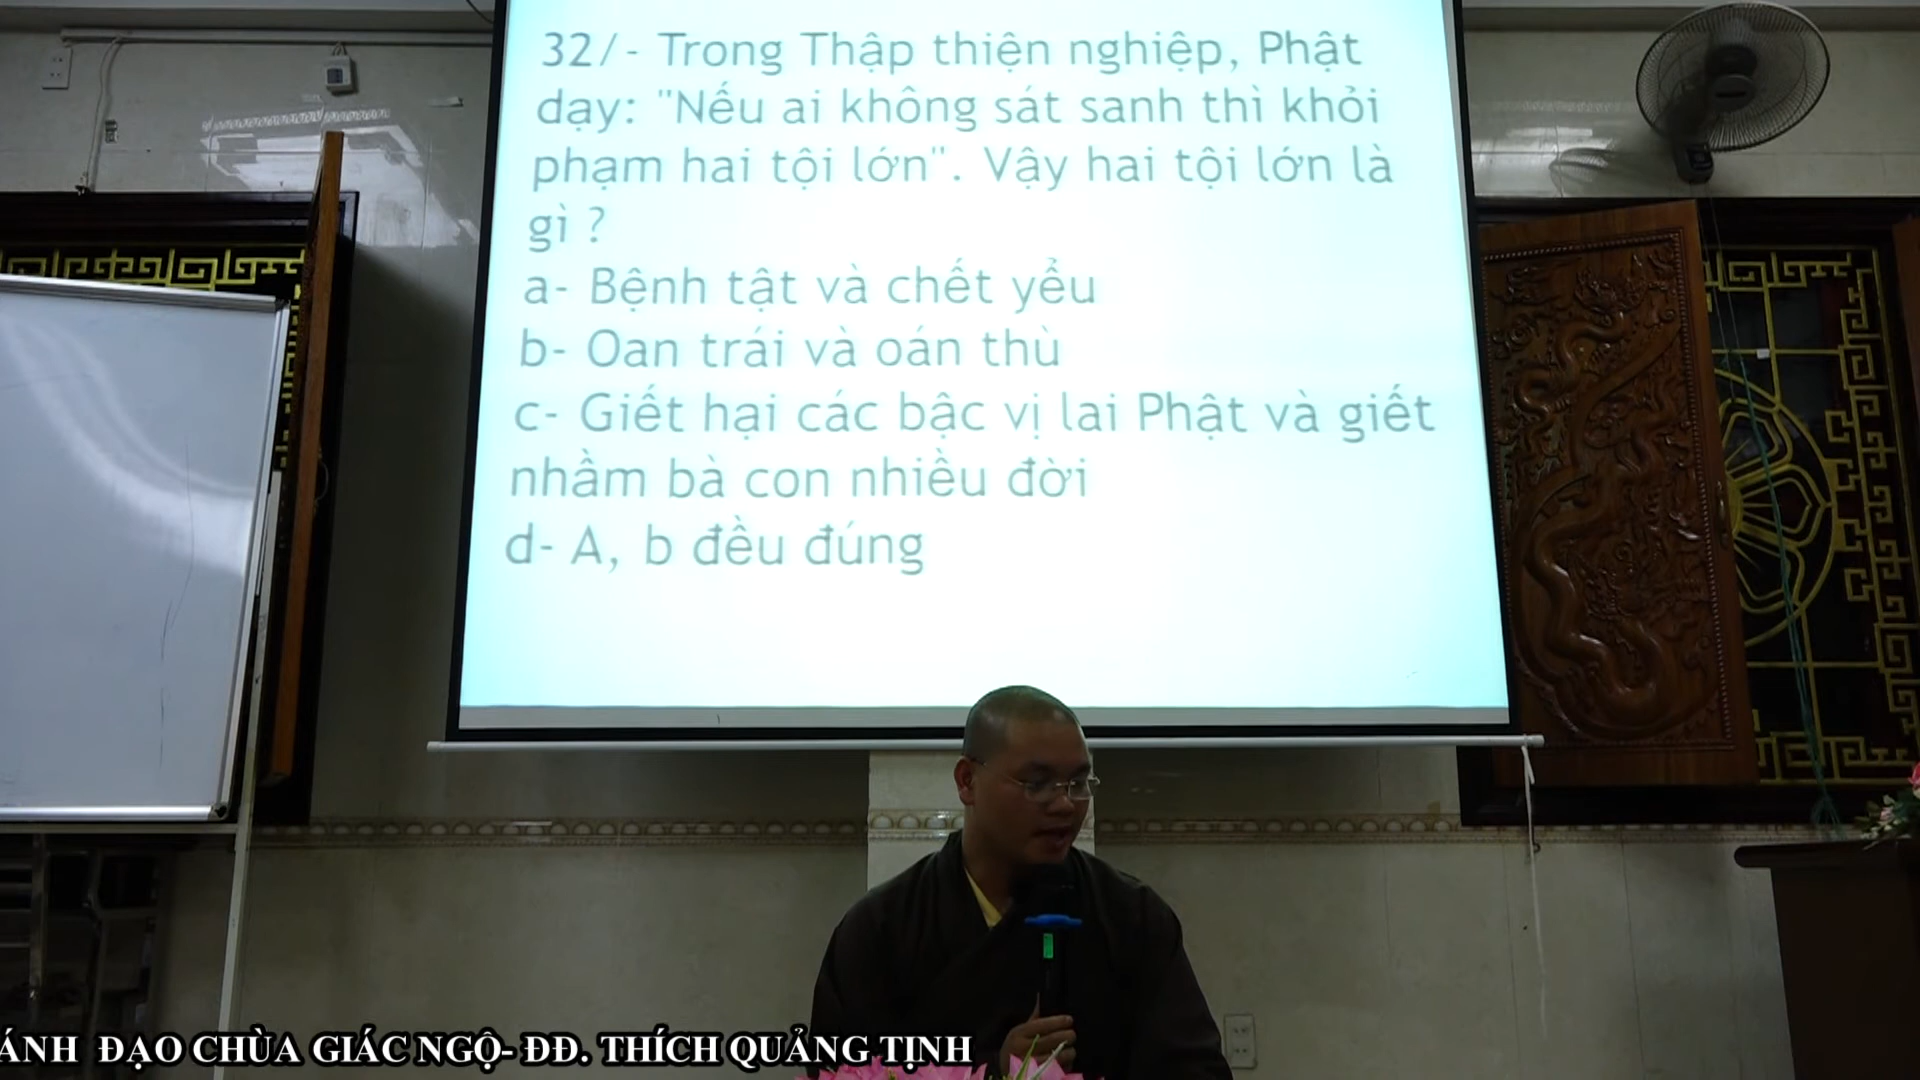 32/- Trong Thập thiện nghiệp, Phật
dạy: "Nếu ai không sát sanh thì khỏi
phạm hai tội lớn". Vậy hai tội lớn là
gì ?
a- Bệnh tật và chết yểu
b- Oan trái và oán thù
c- Giết hại các bậc vị lai Phật và giết
nhầm bà con nhiều đời
d- A, b đều đúng
ÁNH ĐẠO CHÙA GIÁC NGỘ- ĐĐ. THÍCH QUẢNG TỊNH